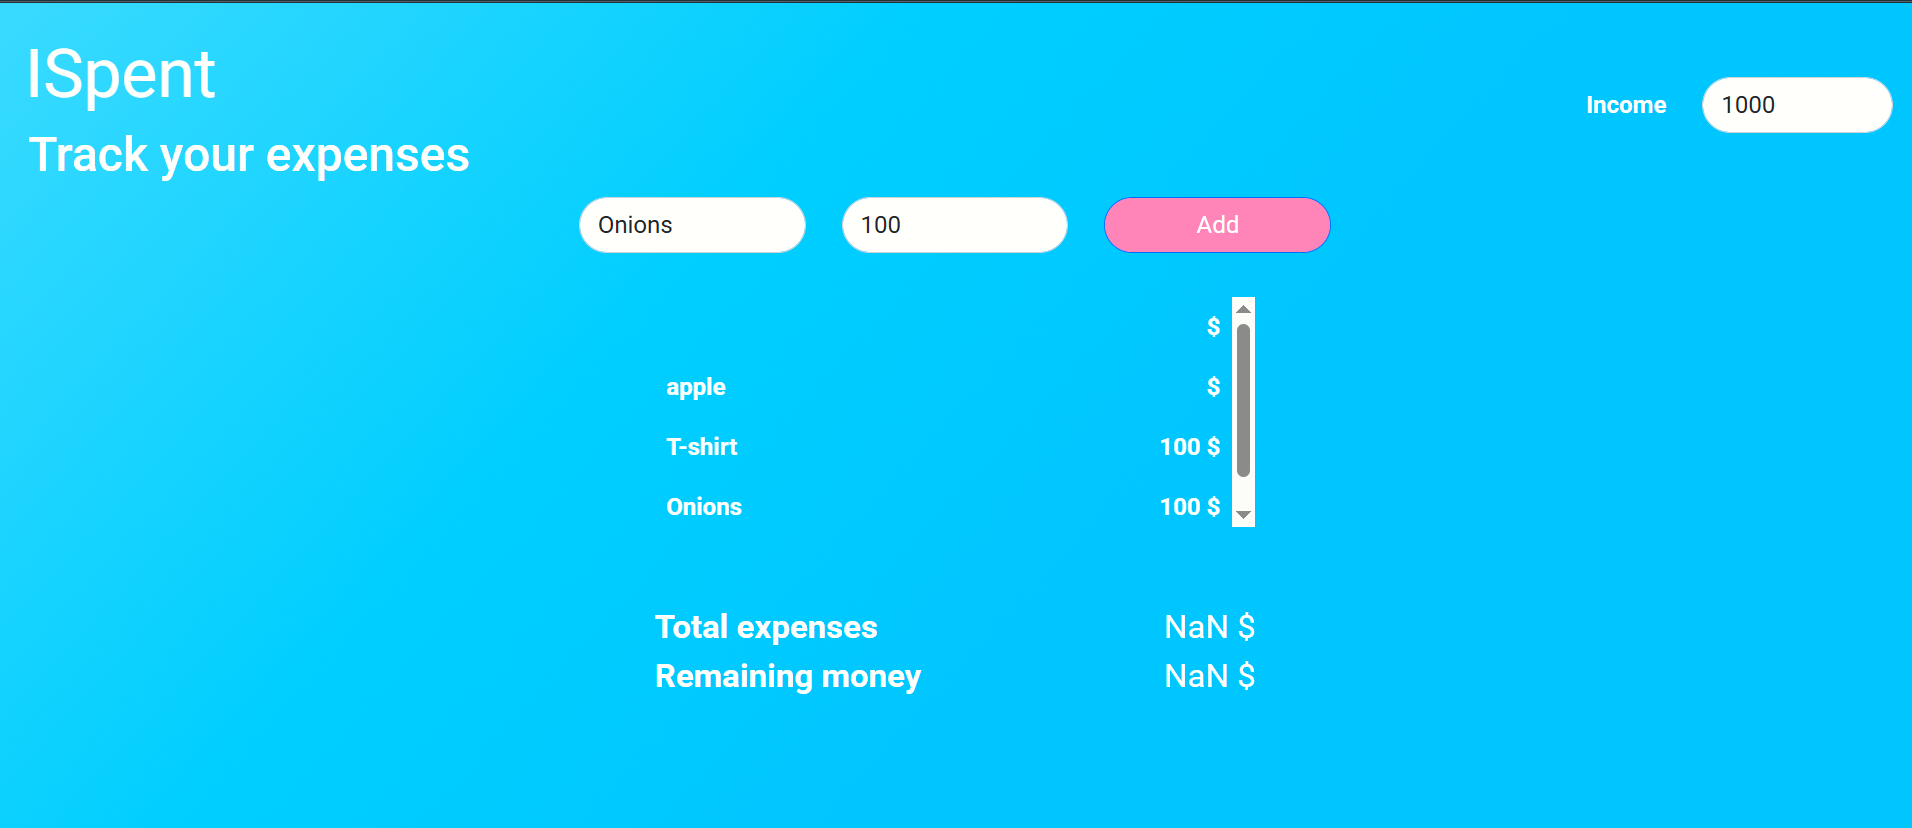 ISpent
Track your expenses
Income 1000
Onions 100 Add
$
apple $
T-shirt 100 $
Onions 100 $
Total expenses NaN $
Remaining money NaN $